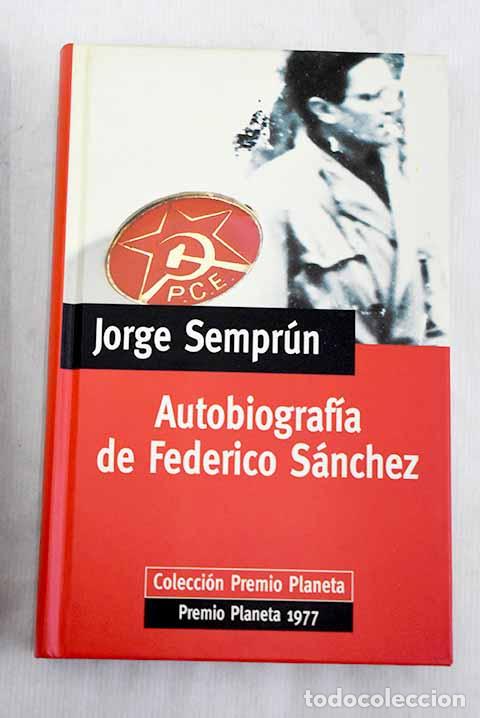 P.C.E.
Jorge Semprún
Autobiografía
de Federico Sánchez
Colección Premio Planeta
Premio Planeta 1977
todocoleccion